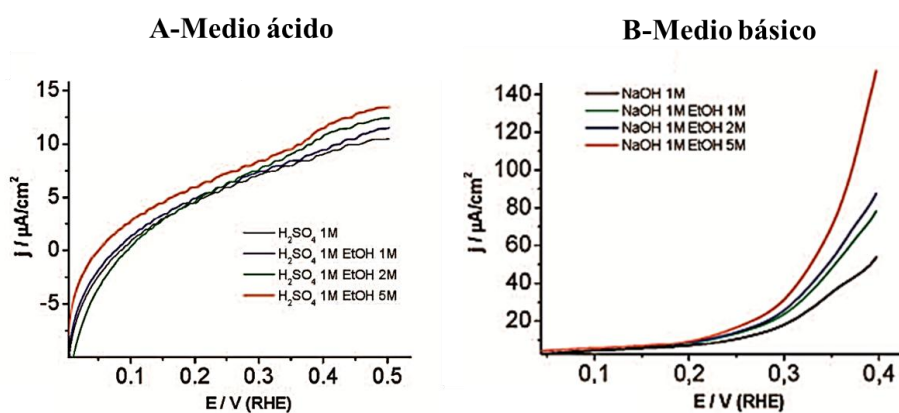 A-Medio ácido
15
10
5
0
-5
j / µA/cm²
H₂SO₄ 1M
H₂SO₄ 1M EtOH 1M
H₂SO₄ 1M EtOH 2M
H₂SO₄ 1M EtOH 5M
0.1 0.2 0.3 0.4 0.5
E / V (RHE)
B-Medio básico
140
120
100
80
60
40
20
j / µA/cm²
NaOH 1M
NaOH 1M EtOH 1M
NaOH 1M EtOH 2M
NaOH 1M EtOH 5M
0,1 0,2 0,3 0,4
E / V (RHE)